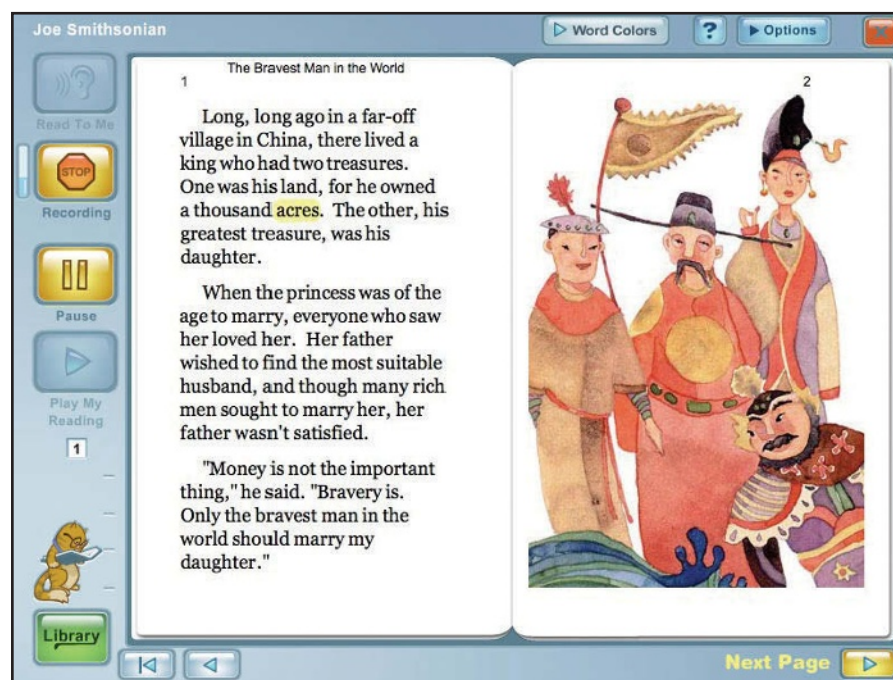 Joe Smithsonian
Word Colors
?
Options
X
Read To Me
STOP
Recording
Pause
Play My
Reading
1
Library
The Bravest Man in the World
1
Long, long ago in a far-off
village in China, there lived a
king who had two treasures.
One was his land, for he owned
a thousand acres. The other, his
greatest treasure, was his
daughter.
When the princess was of the
age to marry, everyone who saw
her loved her. Her father
wished to find the most suitable
husband, and though many rich
men sought to marry her, her
father wasn't satisfied.
"Money is not the important
thing," he said. "Bravery is.
Only the bravest man in the
world should marry my
daughter."
2
Next Page